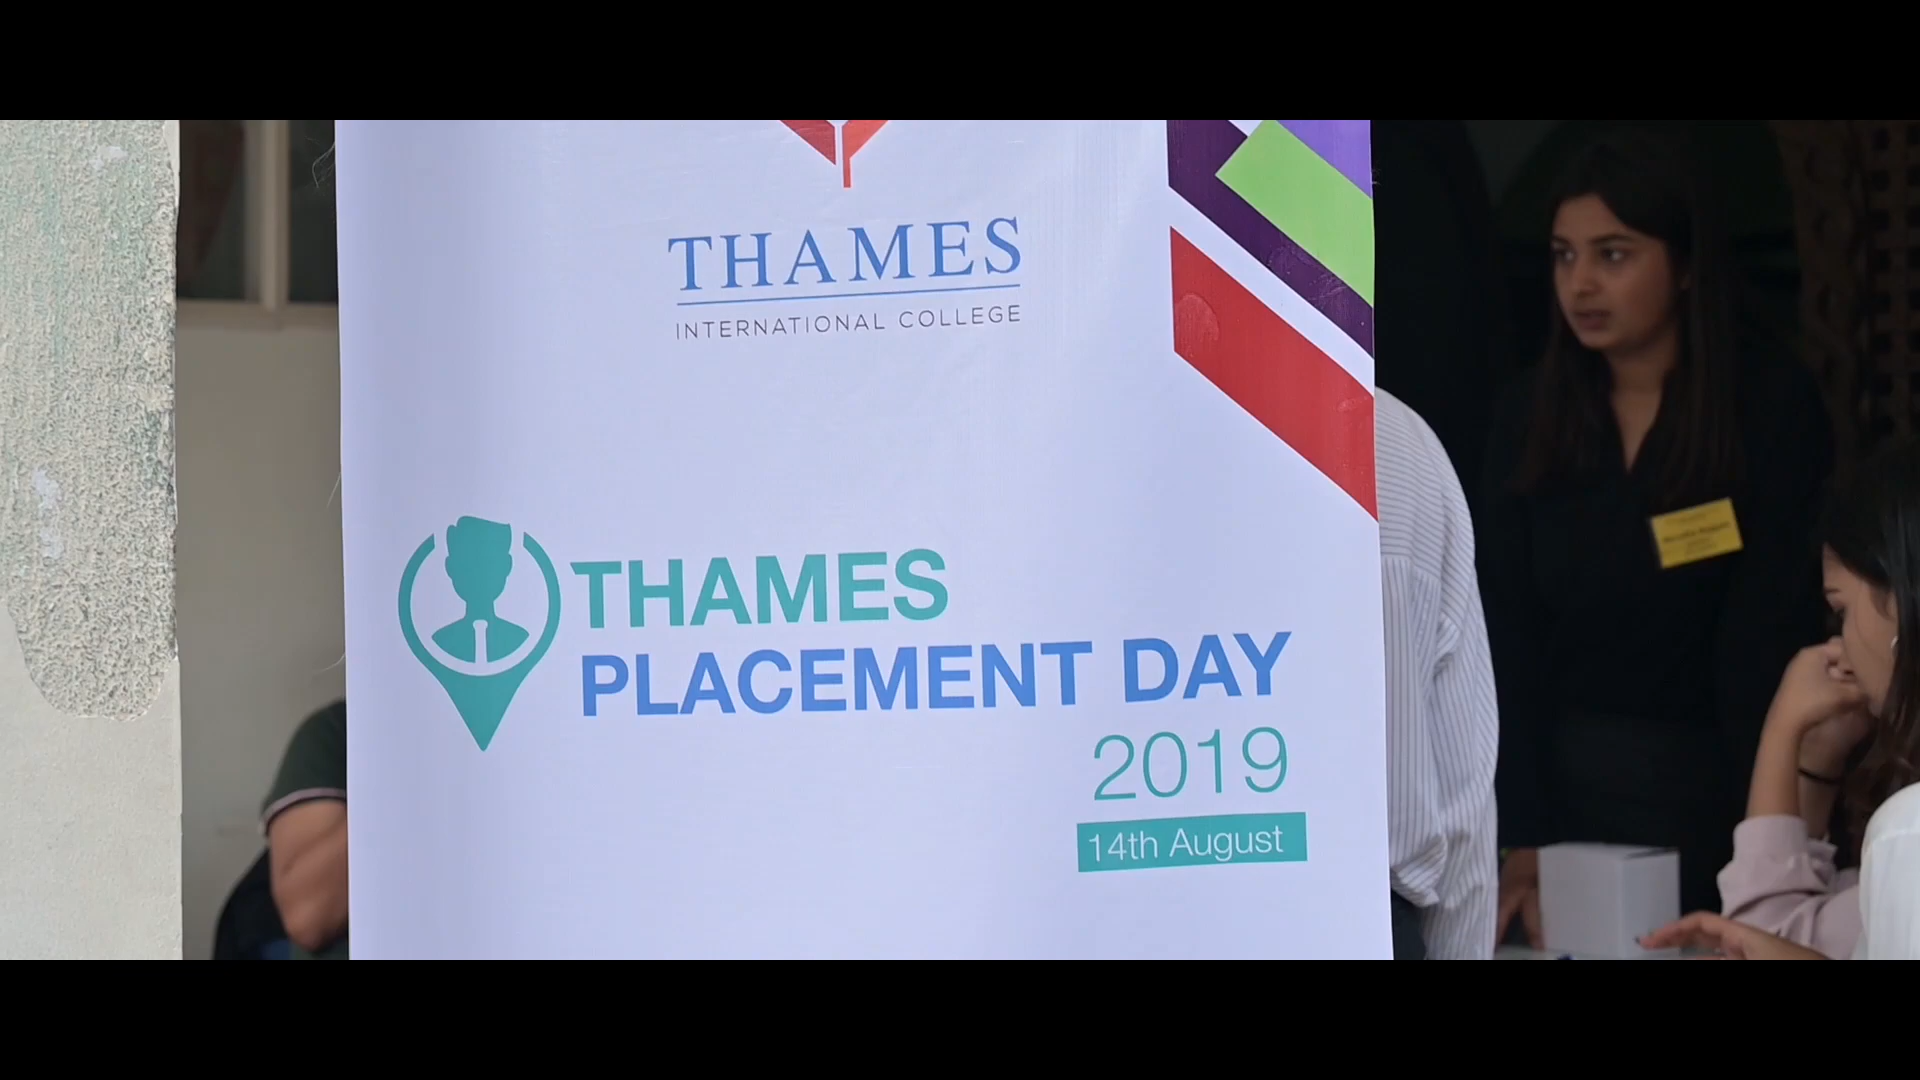 THAMES
INTERNATIONAL COLLEGE
THAMES
PLACEMENT DAY
2019
14th August